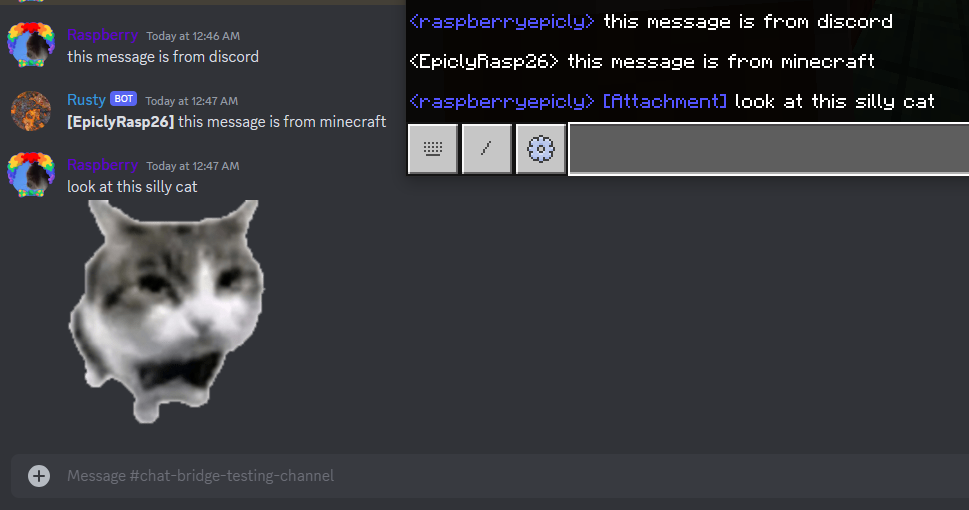 Raspborry Today at 12:46 AM
this message is from discord
Rusty BOT Today at 12:47 AM
[EpiclyRasp26] this message is from minecraft
Raspborry Today at 12:47 AM
look at this silly cat
Message #chat-bridge-testing-channel
<raspberryepicly> this message is from discord
<EpiclyRasp26> this message is from minecraft
<raspberryepicly> [Attachment] look at this silly cat
/